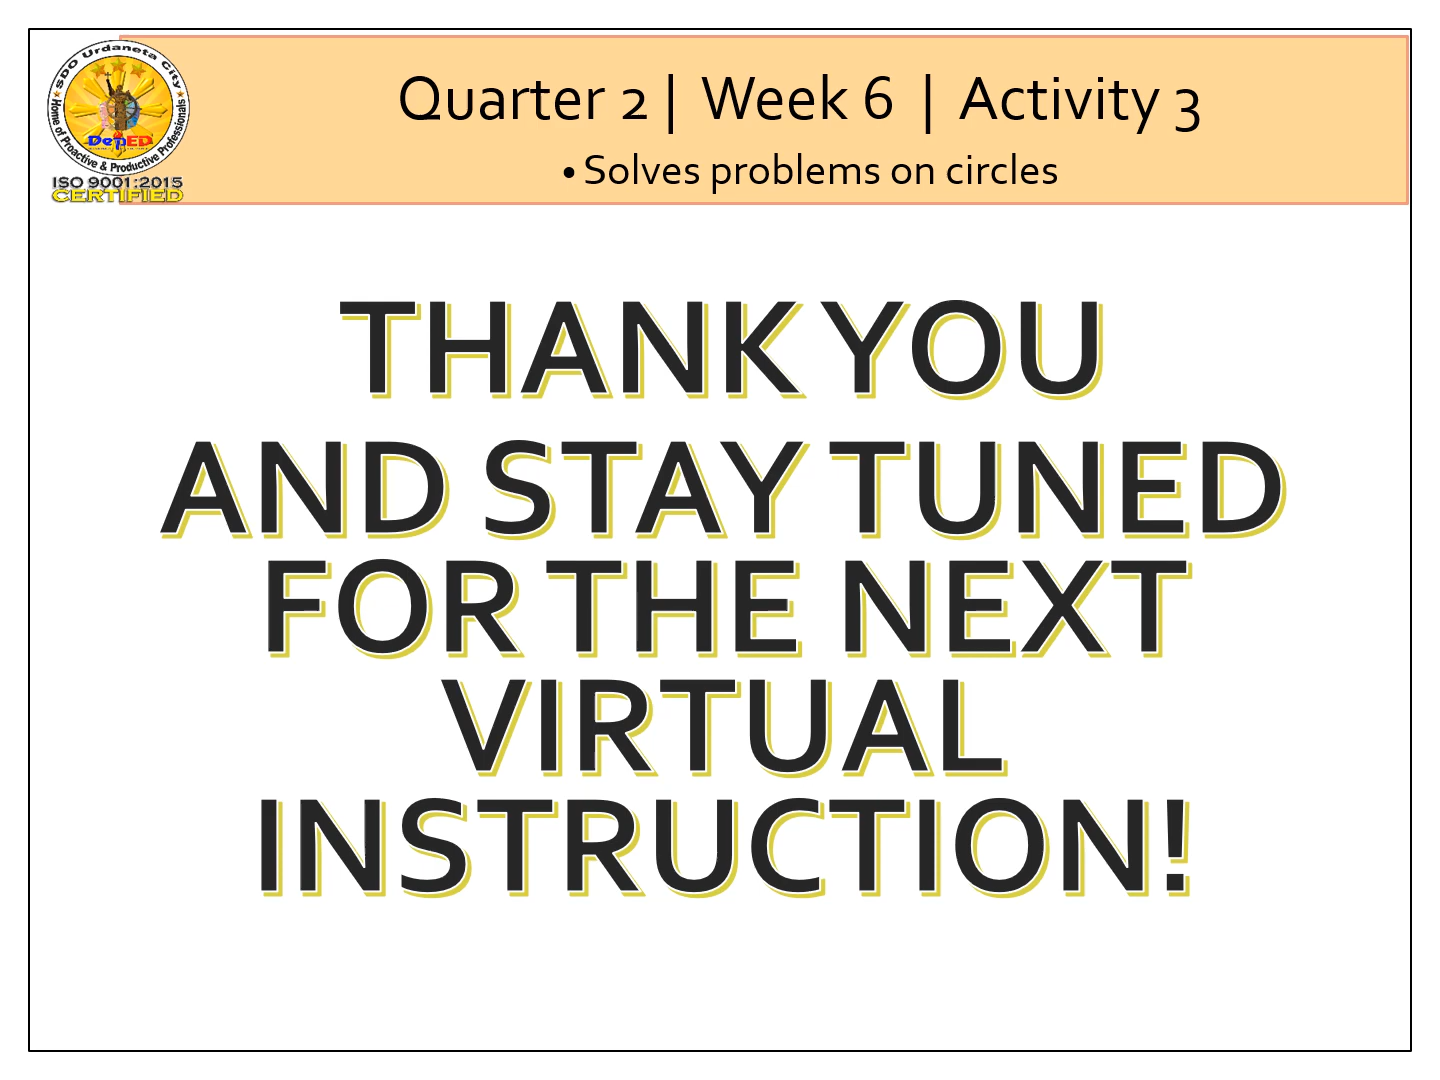 SDO Urdaneta City
Home of Proactive & Productive Professionals
DepED
ISO 9001:2015
CERTIFIED
Quarter 2 | Week 6 | Activity 3
•Solves problems on circles
THANK YOU
AND STAY TUNED
FOR THE NEXT
VIRTUAL
INSTRUCTION!